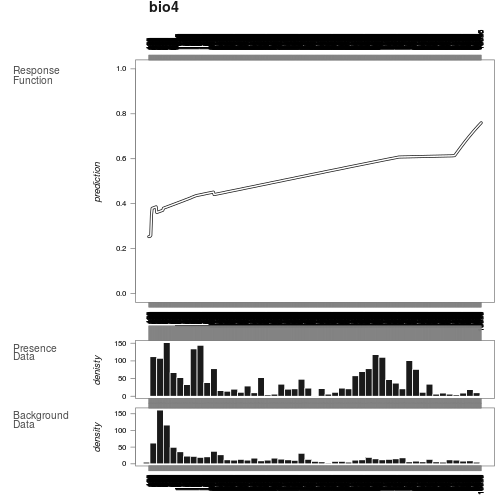 bio4
Response
Function
prediction
1.0
0.8
0.6
0.4
0.2
0.0
Presence
Data
denisty
150
100
50
0
Background
Data
density
150
100
50
0